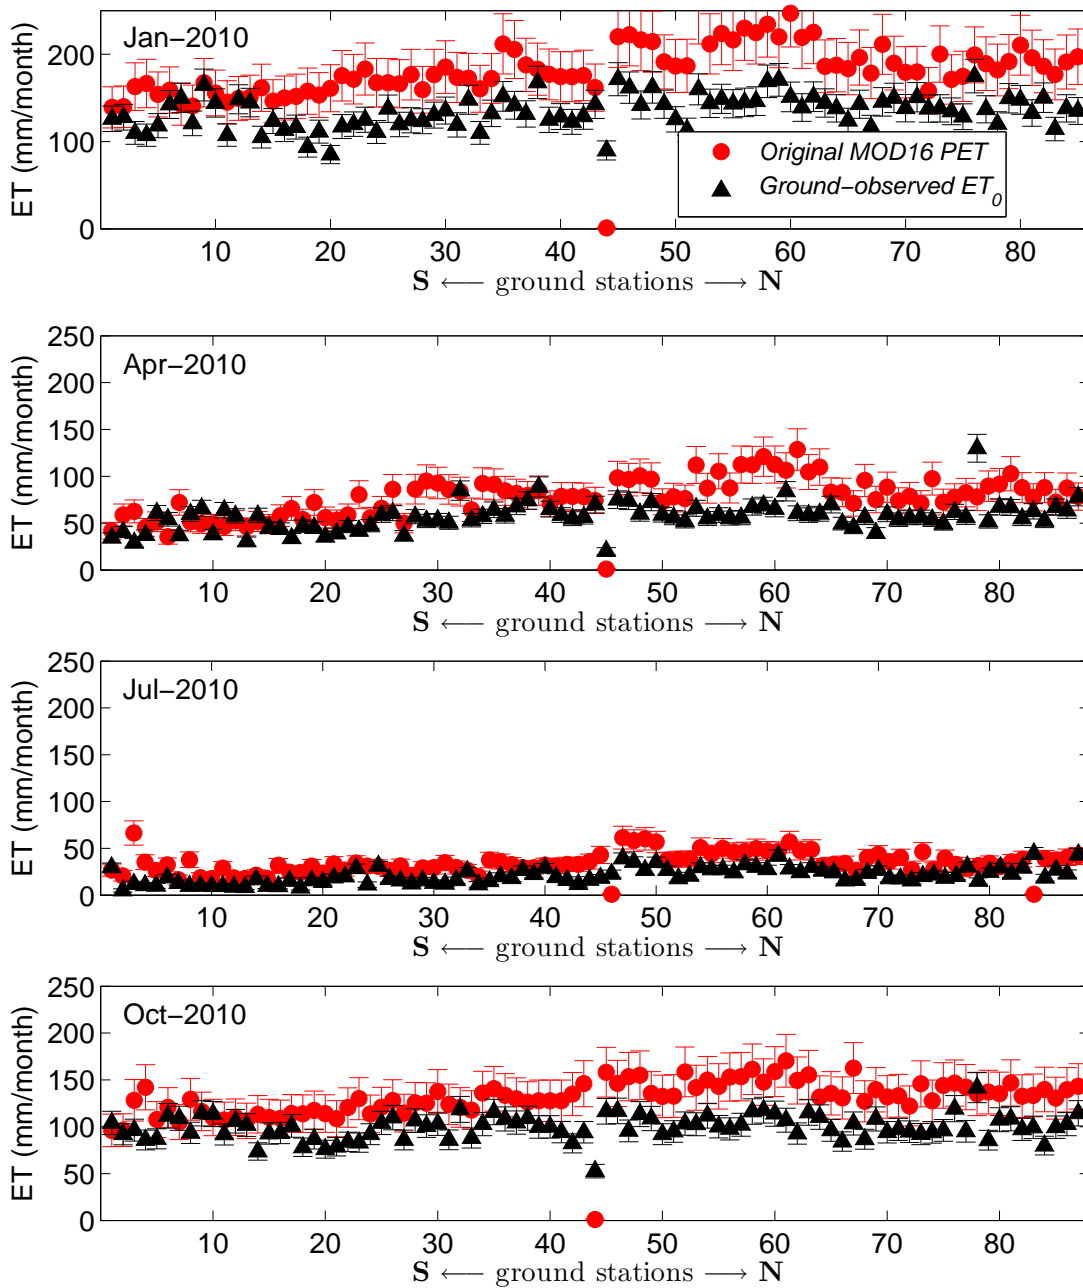 Jan−2010
ET (mm/month)
200
100
0
10 20 30 40 50 60 70 80
Original MOD16 PET
Ground−observed ET0
S ←− ground stations −→ N
Apr−2010
ET (mm/month)
250
200
150
100
50
0
10 20 30 40 50 60 70 80
S ←− ground stations −→ N
Jul−2010
ET (mm/month)
250
200
150
100
50
0
10 20 30 40 50 60 70 80
S ←− ground stations −→ N
Oct−2010
ET (mm/month)
250
200
150
100
50
0
10 20 30 40 50 60 70 80
S ←− ground stations −→ N